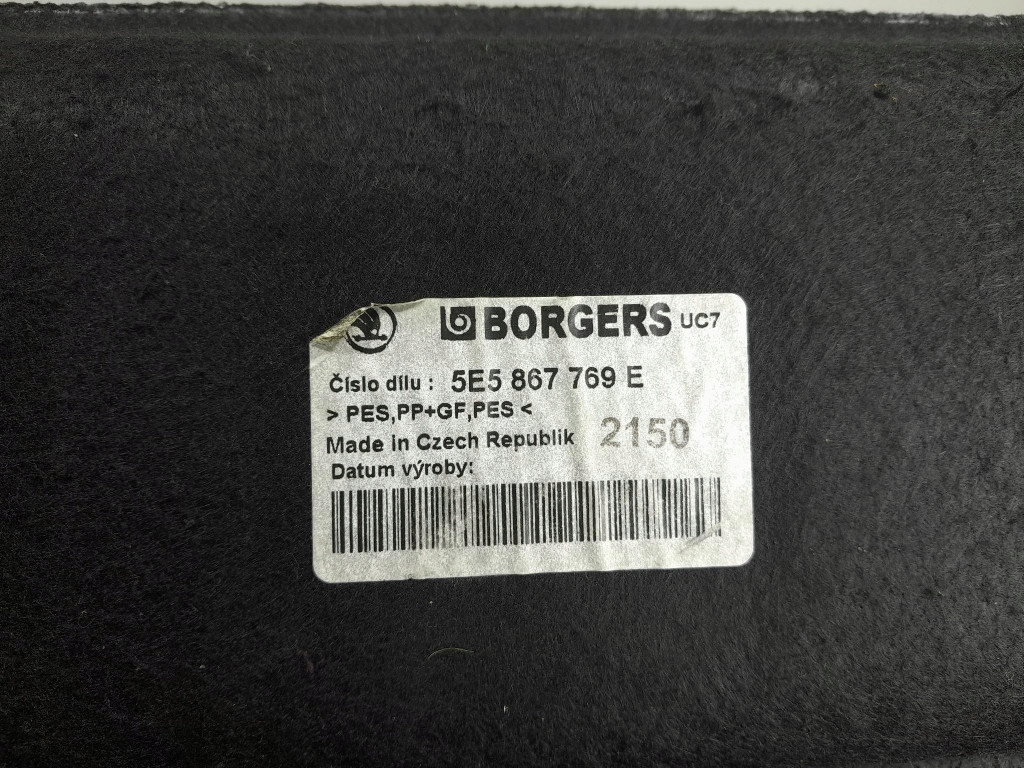 BORGERS UC7
Číslo dílu : 5E5 867 769 E
> PES,PP+GF,PES <
Made in Czech Republik 2150
Datum výroby: